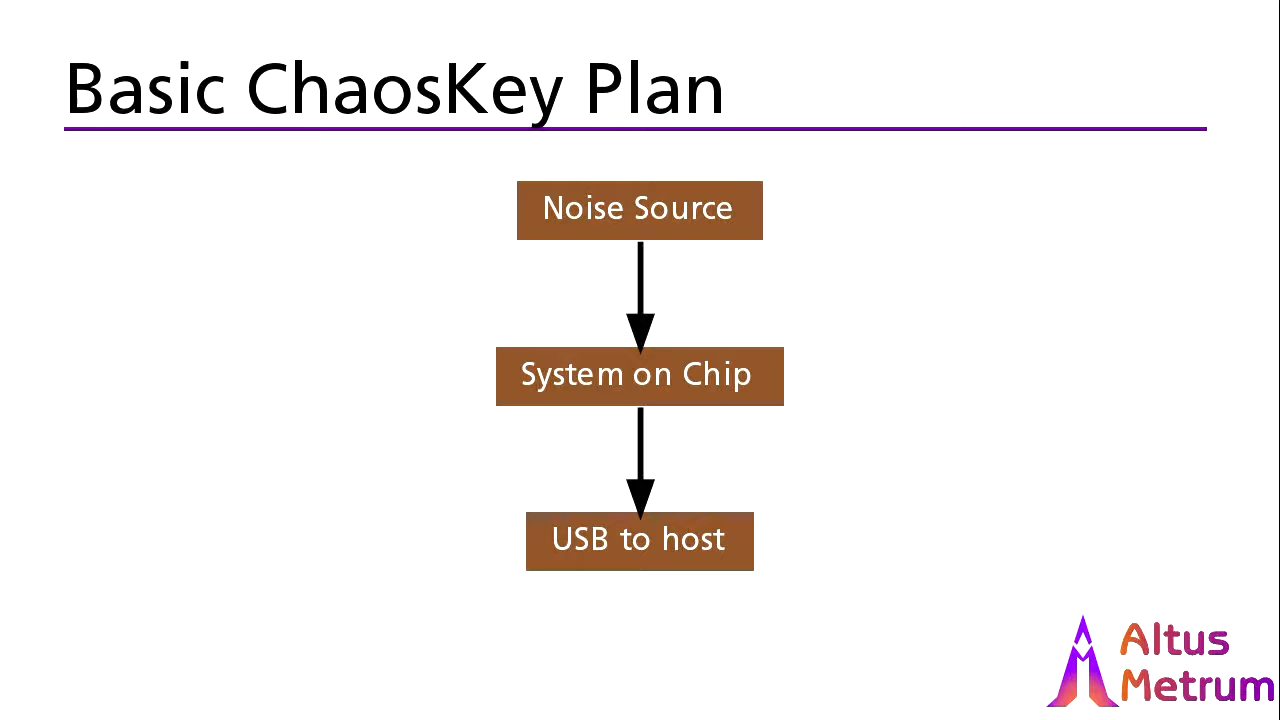 Basic ChaosKey Plan
Noise Source
System on Chip
USB to host
Altus
Metrum